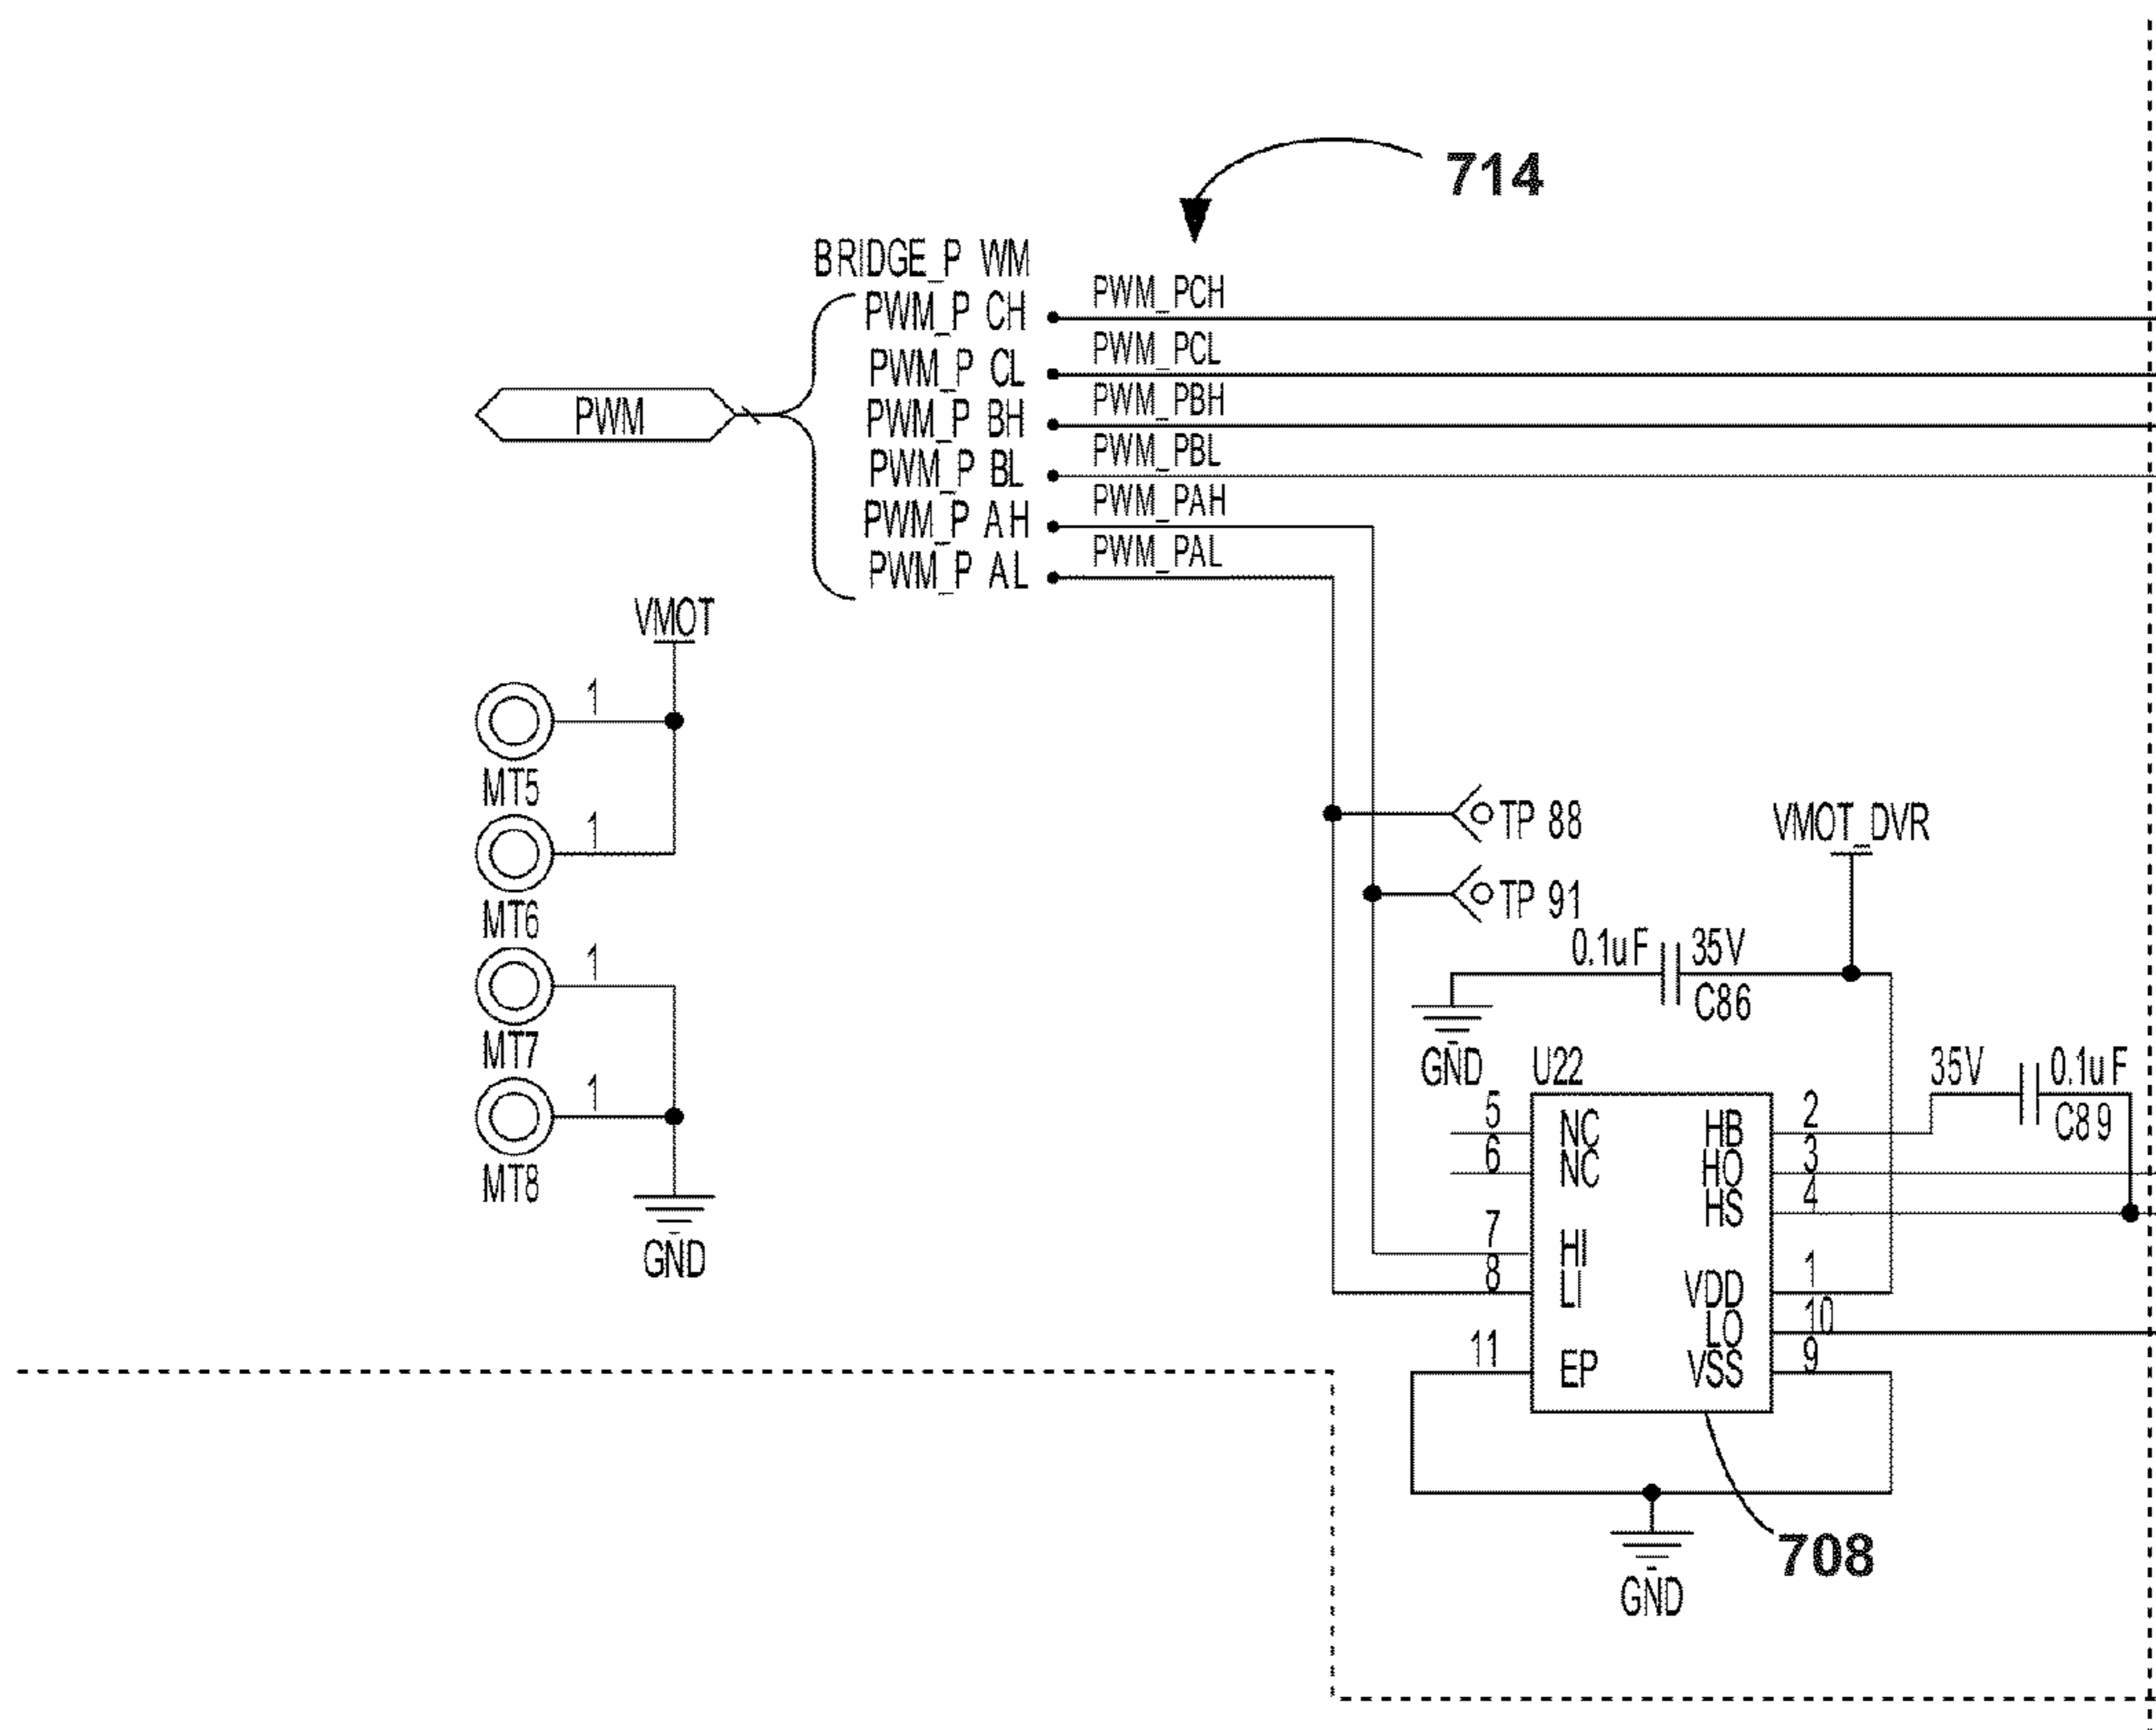 714
BRIDGE_P WM
PWM_P CH PWM_PCH
PWM_P CL PWM_PCL
PWM_P BH PWM_PBH
PWM
PWM_P BL PWM_PBL
PWM_P AH PWM_PAH
PWM_P AL PWM_PAL
VMOT
1
MT5
1
MT6
1
MT7
1
MT8
GND
TP 88
TP 91
VMOT_DVR
0.1uF 35V
C86
GND
U22
35V 0.1uF
C89
5 NC HB 2
6 NC HO 3
HS 4
7 HI
8 LI VDD 1
LO 10
11 EP VSS 9
708
GND